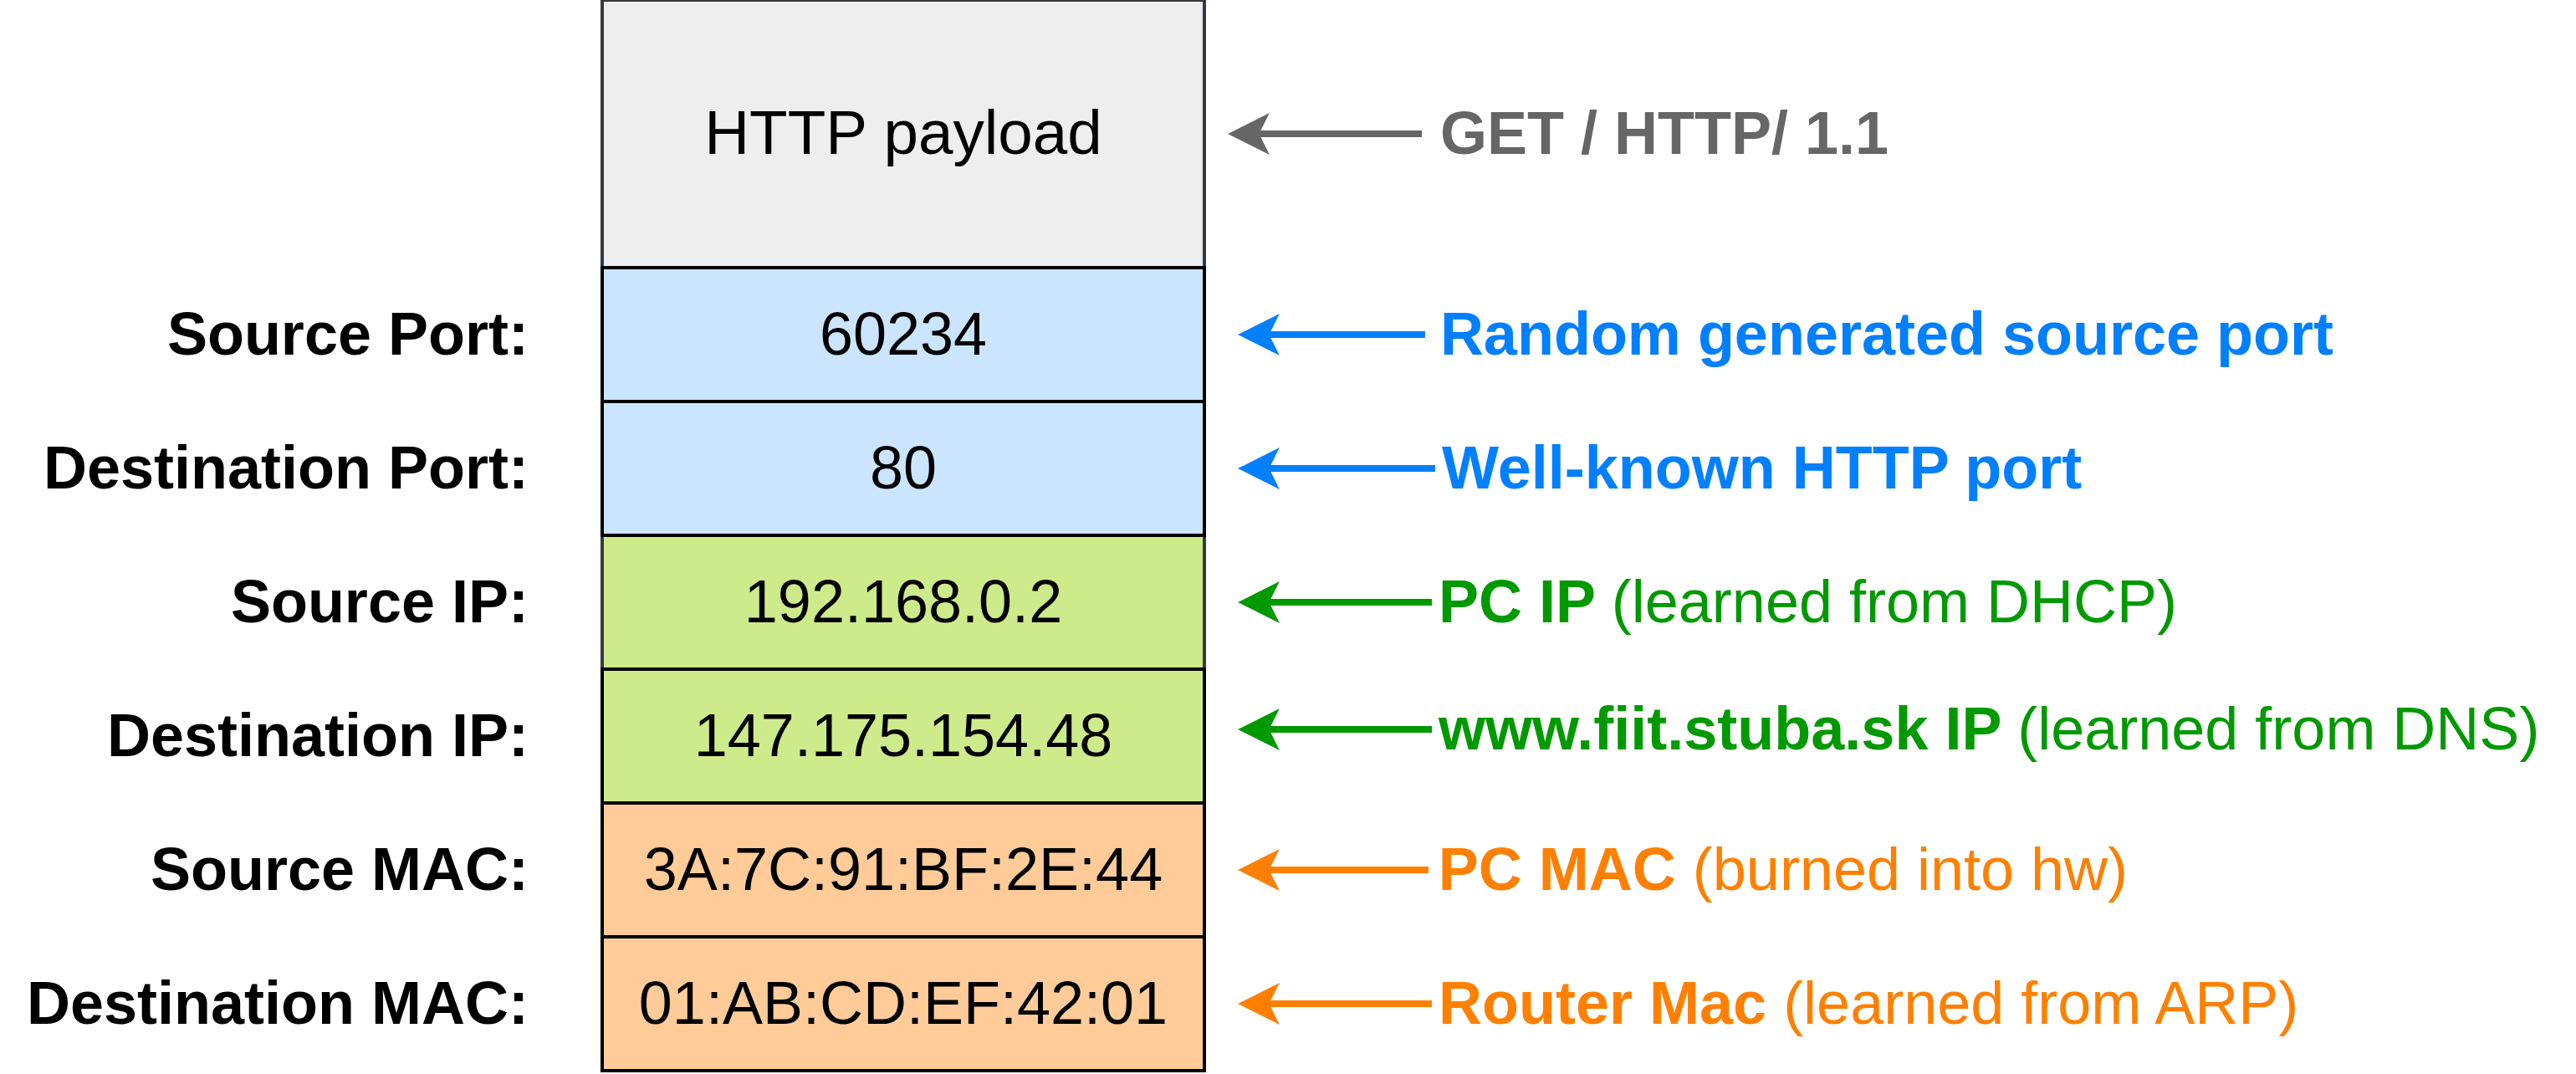 HTTP payload GET / HTTP/ 1.1
Source Port: 60234 Random generated source port
Destination Port: 80 Well-known HTTP port
Source IP: 192.168.0.2 PC IP (learned from DHCP)
Destination IP: 147.175.154.48 www.fiit.stuba.sk IP (learned from DNS)
Source MAC: 3A:7C:91:BF:2E:44 PC MAC (burned into hw)
Destination MAC: 01:AB:CD:EF:42:01 Router Mac (learned from ARP)